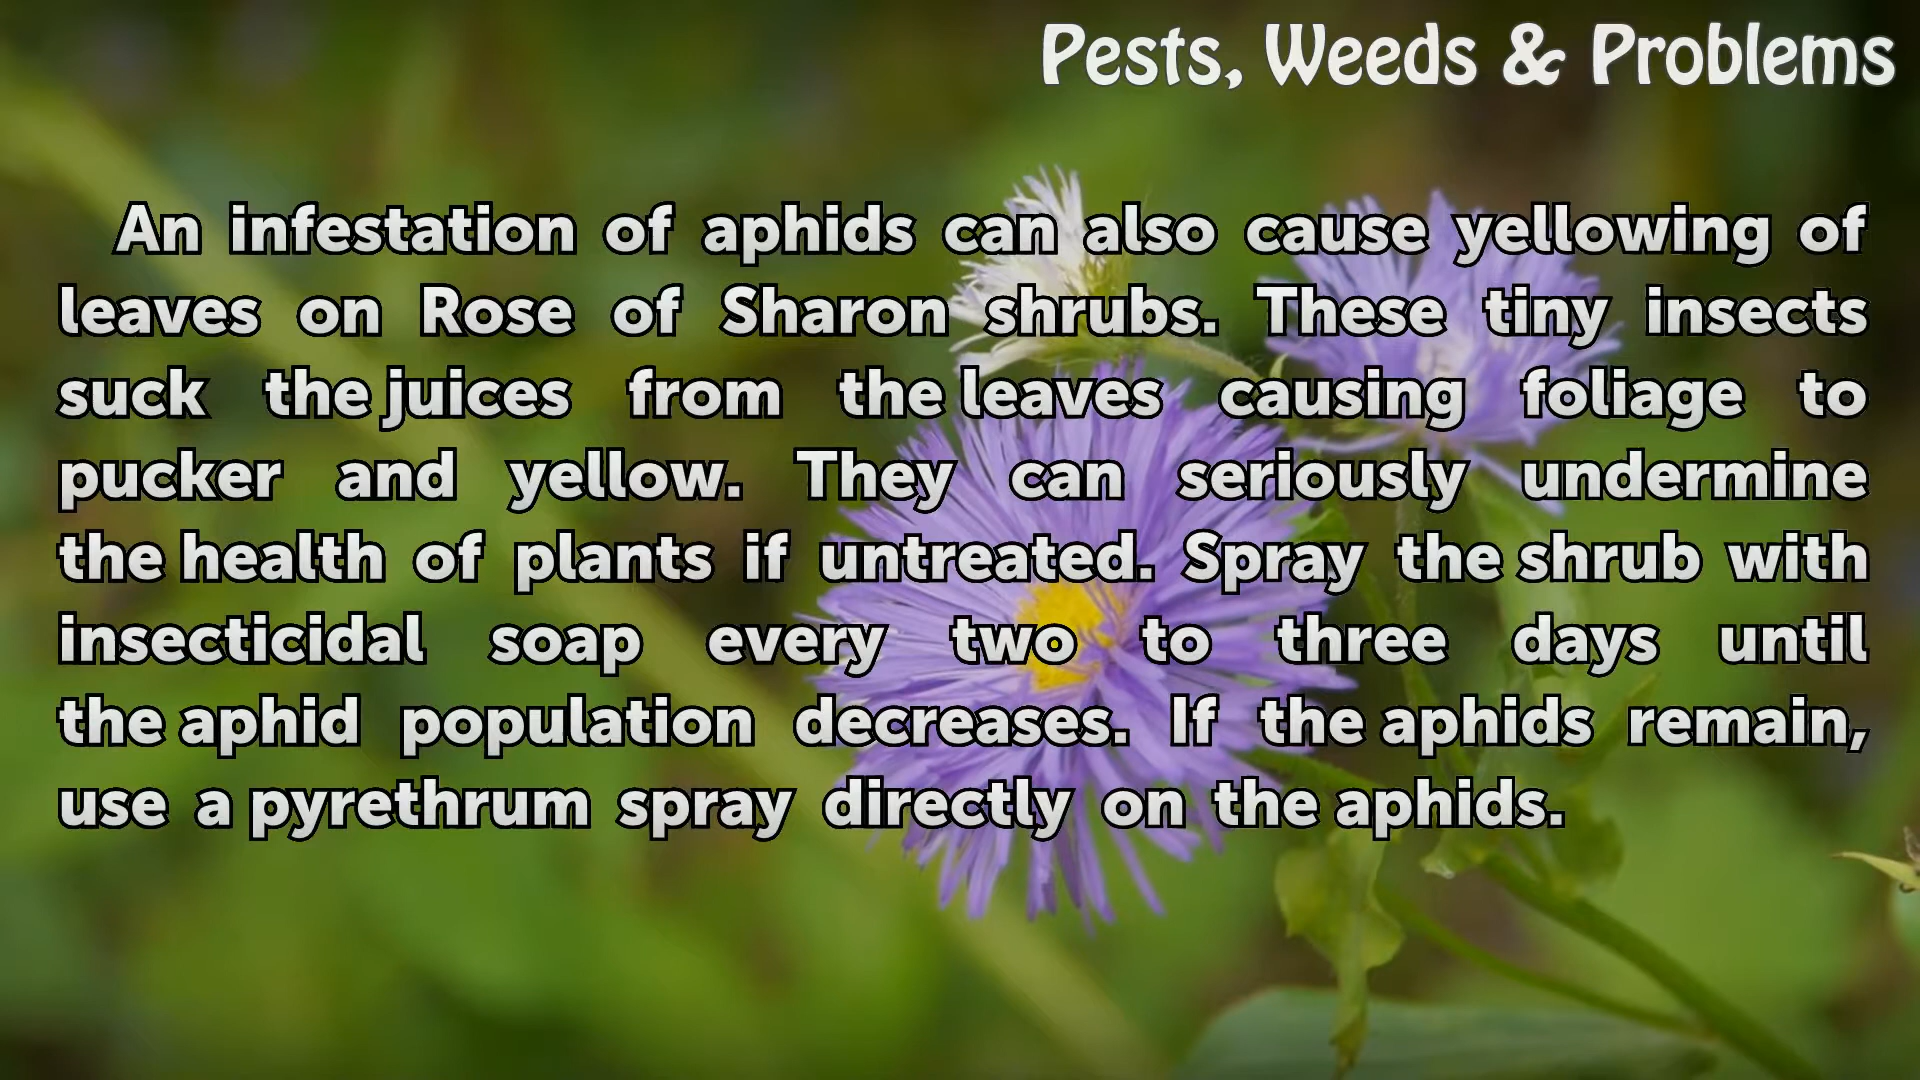 Pests, Weeds & Problems
An infestation of aphids can also cause yellowing of
leaves on Rose of Sharon shrubs. These tiny insects
suck the juices from the leaves causing foliage to
pucker and yellow. They can seriously undermine
the health of plants if untreated. Spray the shrub with
insecticidal soap every two to three days until
the aphid population decreases. If the aphids remain,
use a pyrethrum spray directly on the aphids.